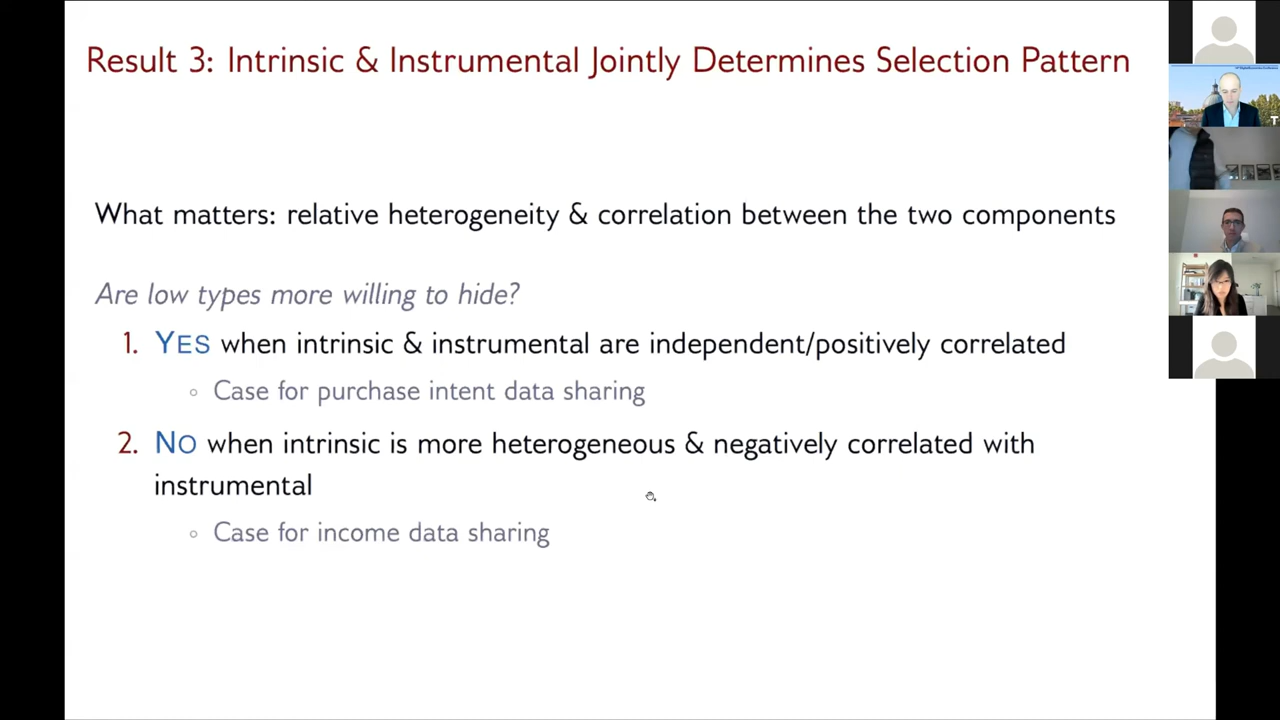 Result 3: Intrinsic & Instrumental Jointly Determines Selection Pattern
What matters: relative heterogeneity & correlation between the two components
Are low types more willing to hide?
1. YES when intrinsic & instrumental are independent/positively correlated
◦ Case for purchase intent data sharing
2. NO when intrinsic is more heterogeneous & negatively correlated with
instrumental
◦ Case for income data sharing